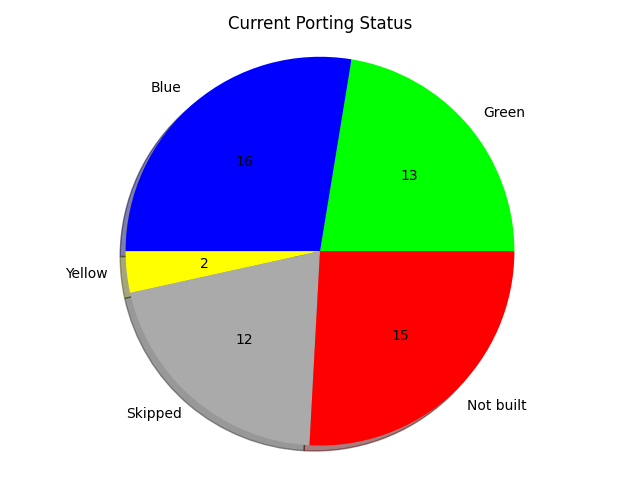 Current Porting Status
Blue
Green
16
13
Yellow
2
12
15
Skipped
Not built